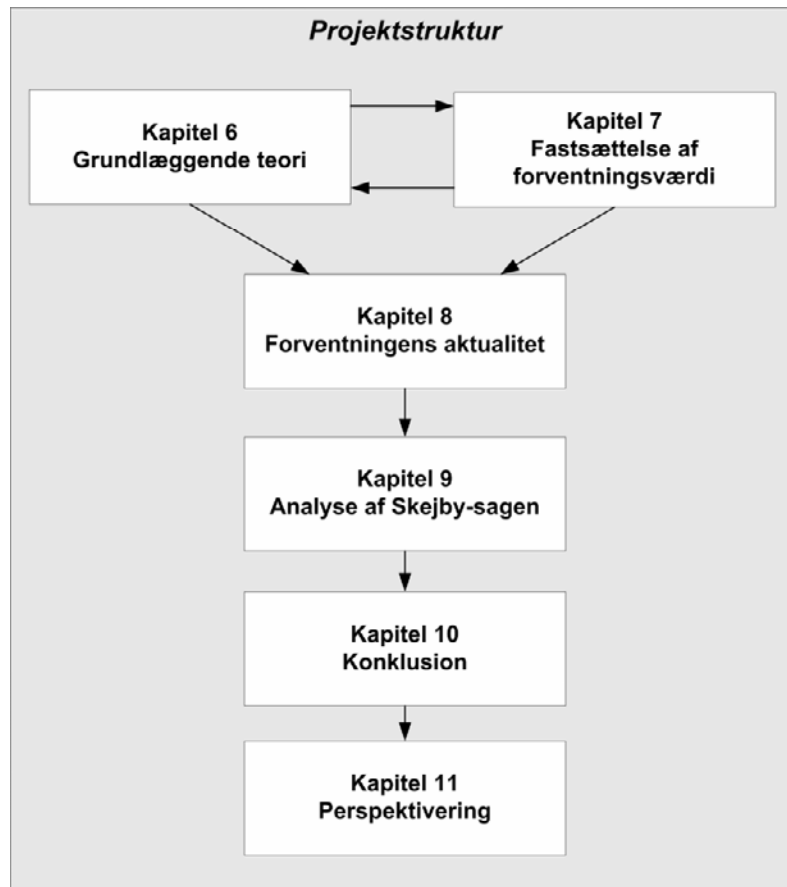 Projektstruktur
Kapitel 6
Grundlæggende teori
Kapitel 7
Fastsættelse af
forventningsværdi
Kapitel 8
Forventningens aktualitet
Kapitel 9
Analyse af Skejby-sagen
Kapitel 10
Konklusion
Kapitel 11
Perspektivering